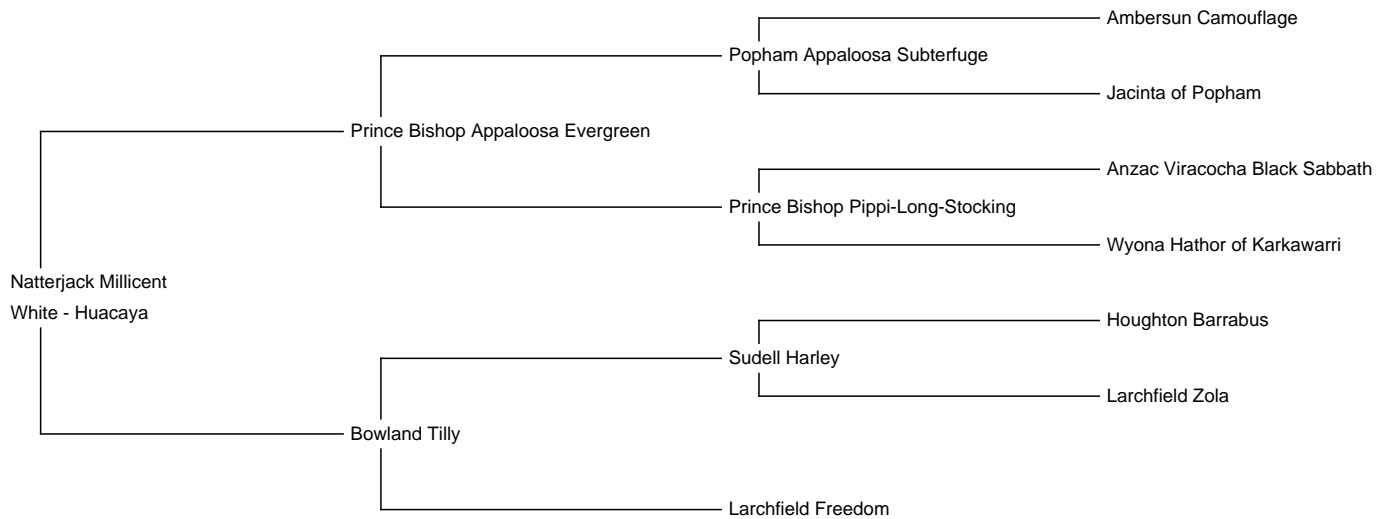 Ambersun Camouflage
Popham Appaloosa Subterfuge
Jacinta of Popham
Prince Bishop Appaloosa Evergreen
Anzac Viracocha Black Sabbath
Prince Bishop Pippi-Long-Stocking
Wyona Hathor of Karkawarri
Natterjack Millicent
White - Huacaya
Houghton Barrabus
Sudell Harley
Larchfield Zola
Bowland Tilly
Larchfield Freedom